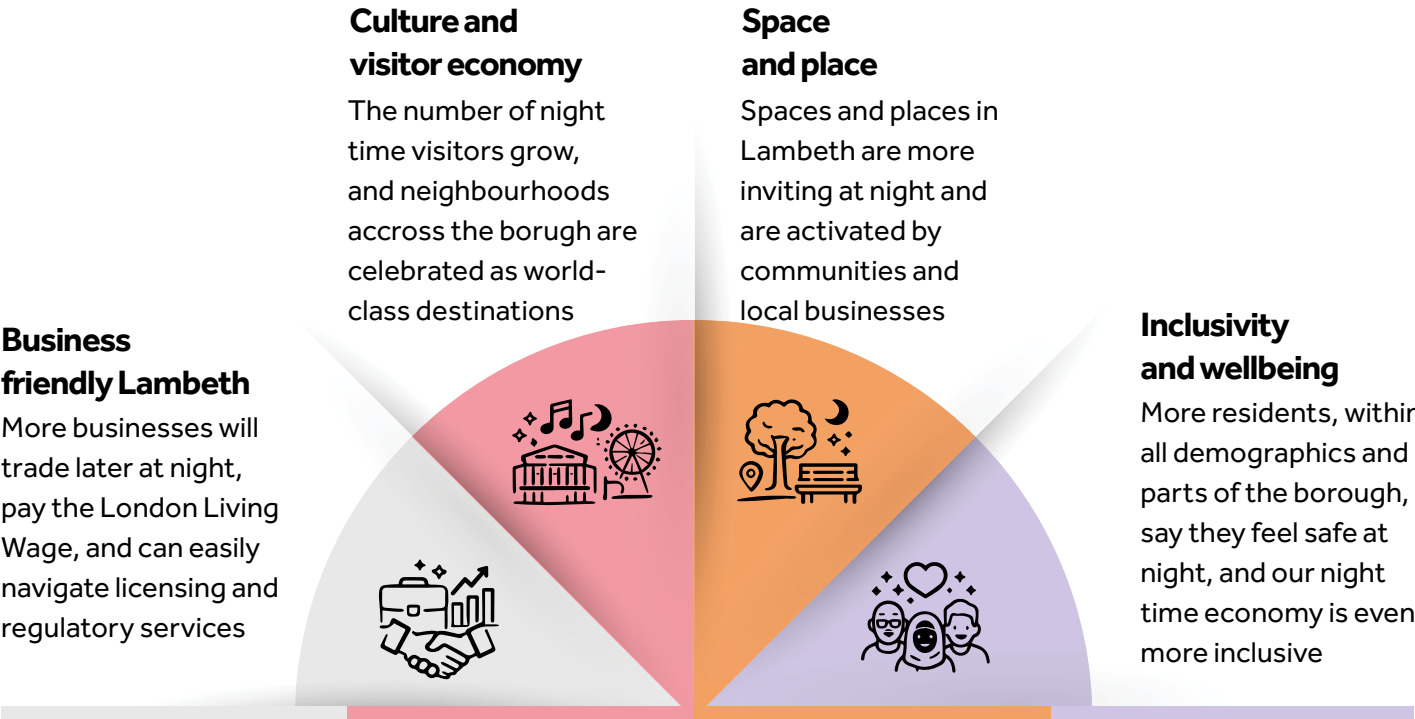 Culture and
visitor economy
The number of night
time visitors grow,
and neighbourhoods
accross the borugh are
celebrated as world-
class destinations
Space
and place
Spaces and places in
Lambeth are more
inviting at night and
are activated by
communities and
local businesses
Business
friendly Lambeth
More businesses will
trade later at night,
pay the London Living
Wage, and can easily
navigate licensing and
regulatory services
Inclusivity
and wellbeing
More residents, within
all demographics and
parts of the borough,
say they feel safe at
night, and our night
time economy is even
more inclusive